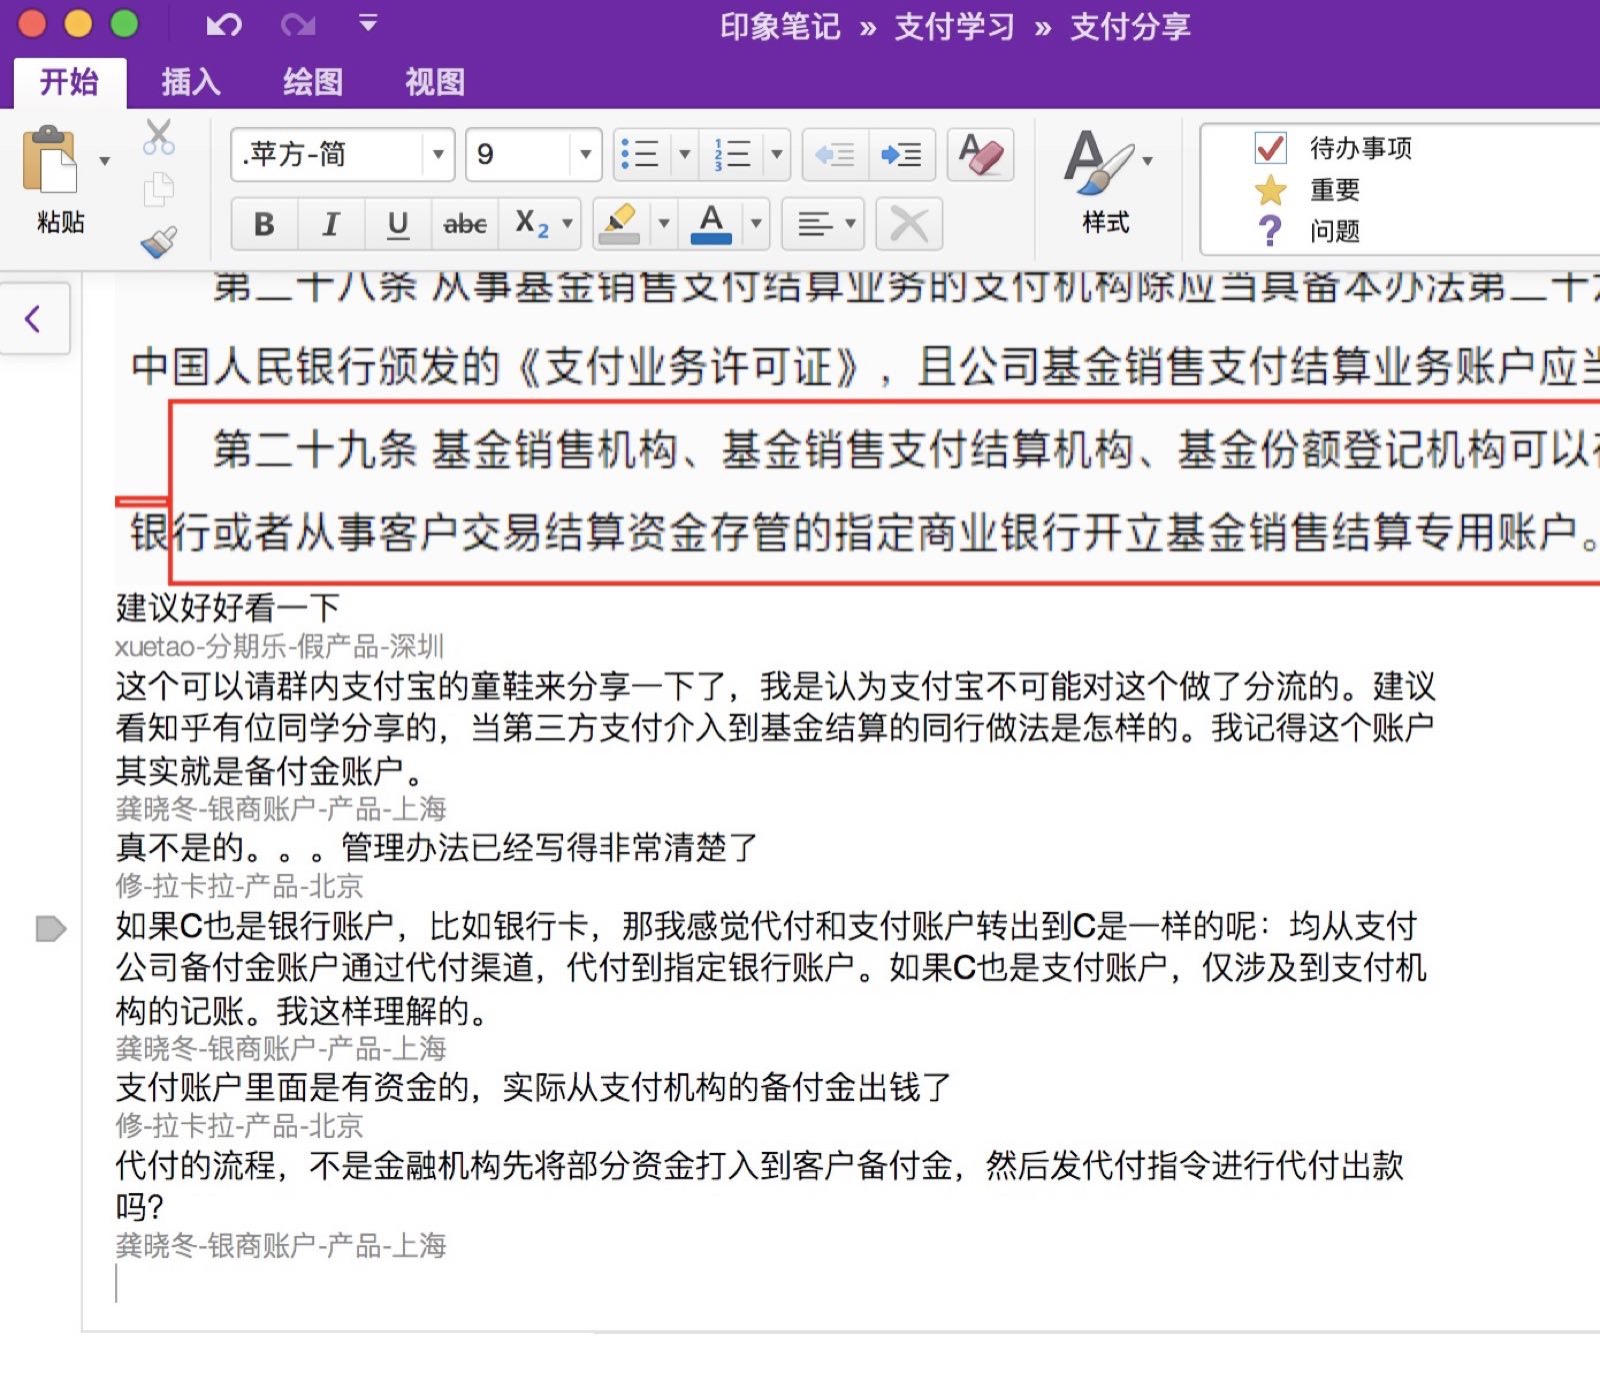 印象笔记 » 支付学习 » 支付分享
开始 插入 绘图 视图
粘贴
.苹方-简 9
B I U abc X2 A
样式
待办事项
重要
问题
第二十八条 从事基金销售支付结算业务的支付机构除应当具备本办法第二十
中国人民银行颁发的《支付业务许可证》，且公司基金销售支付结算业务账户应当
第二十九条 基金销售机构、基金销售支付结算机构、基金份额登记机构可以在
银行或者从事客户交易结算资金存管的指定商业银行开立基金销售结算专用账户。
建议好好看一下
xuetao-分期乐-假产品-深圳
这个可以请群内支付宝的童鞋来分享一下了，我是认为支付宝不可能对这个做了分流的。建议
看知乎有位同学分享的，当第三方支付介入到基金结算的同行做法是怎样的。我记得这个账户
其实就是备付金账户。
龚晓冬-银商账户-产品-上海
真不是的。。。管理办法已经写得非常清楚了
修-拉卡拉-产品-北京
如果C也是银行账户，比如银行卡，那我感觉代付和支付账户转出到C是一样的呢：均从支付
公司备付金账户通过代付渠道，代付到指定银行账户。如果C也是支付账户，仅涉及到支付机
构的记账。我这样理解的。
龚晓冬-银商账户-产品-上海
支付账户里面是有资金的，实际从支付机构的备付金出钱了
修-拉卡拉-产品-北京
代付的流程，不是金融机构先将部分资金打入到客户备付金，然后发代付指令进行代付出款
吗？
龚晓冬-银商账户-产品-上海